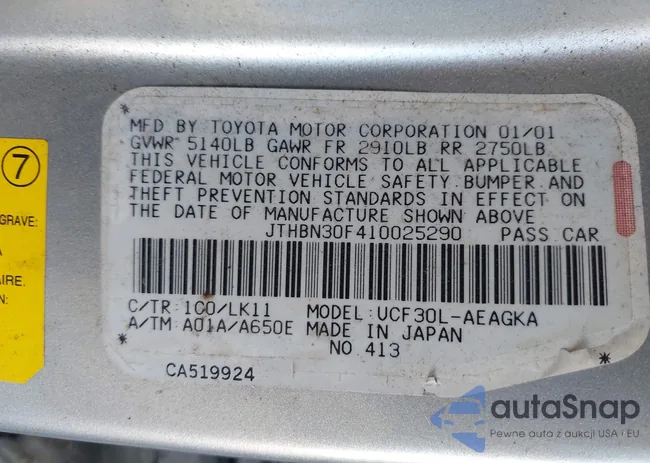 7
GRAVE:
A
AIRE.
N:
MFD BY TOYOTA MOTOR CORPORATION 01/01
GVWR 5140LB GAWR FR 2910LB RR 2750LB
THIS VEHICLE CONFORMS TO ALL APPLICABLE
FEDERAL MOTOR VEHICLE SAFETY, BUMPER AND
THEFT PREVENTION STANDARDS IN EFFECT ON
THE DATE OF MANUFACTURE SHOWN ABOVE
JTHBN30F410025290 PASS CAR
C/TR:1C0/LK11 MODEL:UCF30L-AEAGKA
A/TM:A01A/A650E MADE IN JAPAN
NO 413
CA519924
autaSnap
Pewne auta z aukcji USA i EU